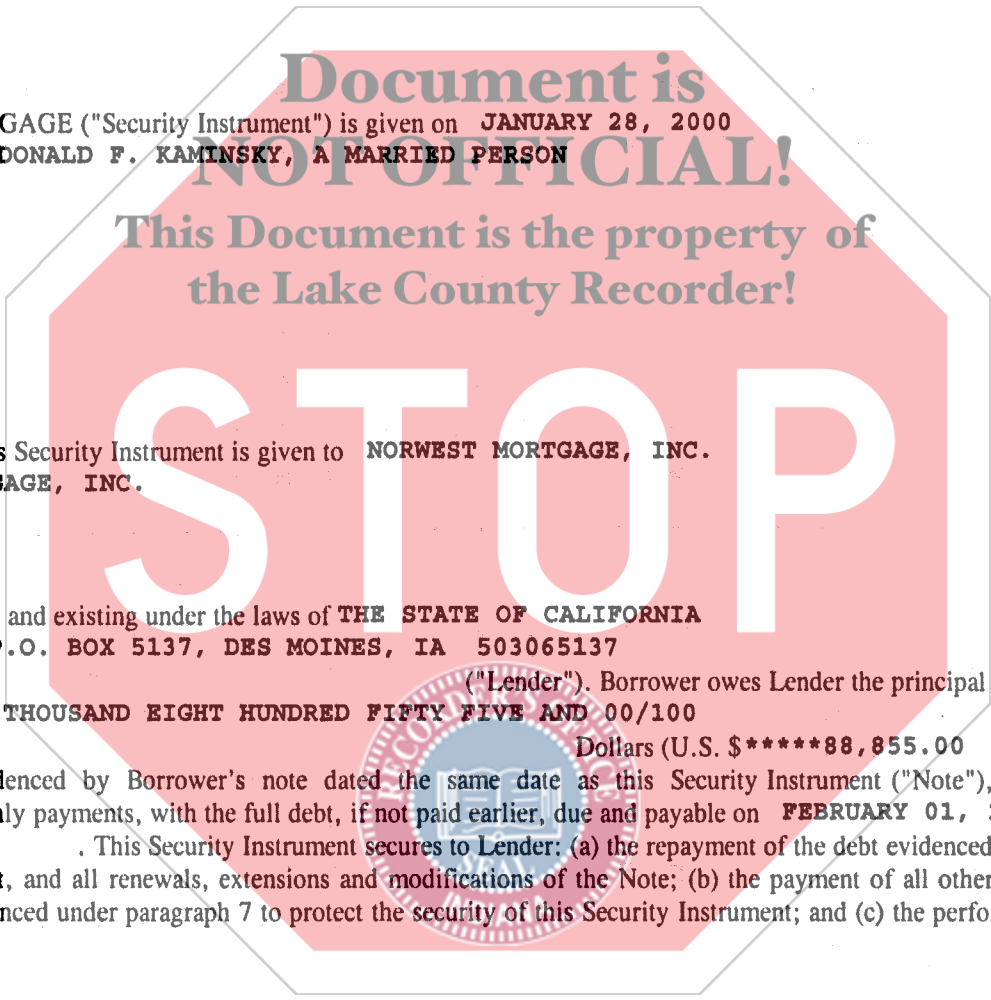 Document is
GAGE ("Security Instrument") is given on JANUARY 28, 2000
DONALD F. KAMINSKY, A MARRIED PERSON
NOT OFFICIAL!
This Document is the property of
the Lake County Recorder!
STOP
s Security Instrument is given to NORWEST MORTGAGE, INC.
GAGE, INC.
and existing under the laws of THE STATE OF CALIFORNIA
P.O. BOX 5137, DES MOINES, IA 503065137
("Lender"). Borrower owes Lender the principal
THOUSAND EIGHT HUNDRED FIFTY FIVE AND 00/100
Dollars (U.S. $*****88,855.00
denced by Borrower's note dated the same date as this Security Instrument ("Note"),
ly payments, with the full debt, if not paid earlier, due and payable on FEBRUARY 01,
. This Security Instrument secures to Lender: (a) the repayment of the debt evidenced
t, and all renewals, extensions and modifications of the Note; (b) the payment of all other
nced under paragraph 7 to protect the security of this Security Instrument; and (c) the perfo
SEAL
INDIANA